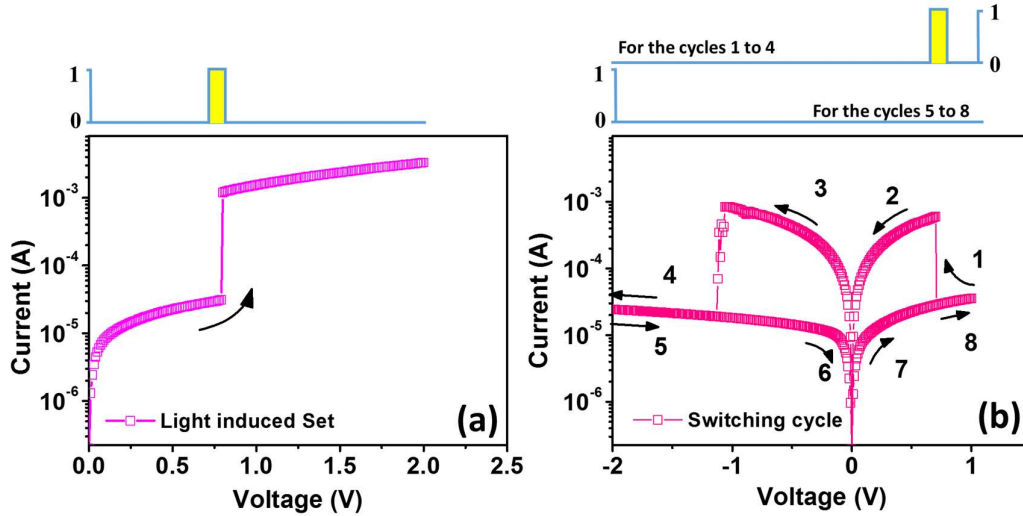 1
0
Current (A)
10⁻³
10⁻⁴
10⁻⁵
10⁻⁶
Light induced Set
(a)
0.0 0.5 1.0 1.5 2.0 2.5
Voltage (V)
For the cycles 1 to 4
1
0
1
0
For the cycles 5 to 8
Current (A)
10⁻³
10⁻⁴
10⁻⁵
10⁻⁶
3 2
4 1
5 6 7 8
Switching cycle
(b)
-2 -1 0 1
Voltage (V)